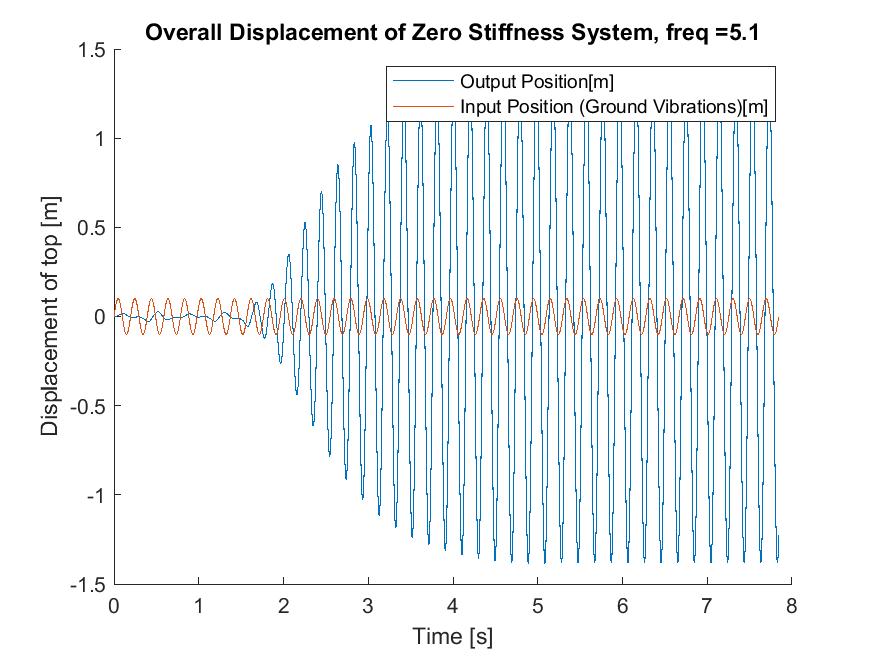 Overall Displacement of Zero Stiffness System, freq =5.1
Output Position[m]
Input Position (Ground Vibrations)[m]
Displacement of top [m]
1.5
1
0.5
0
-0.5
-1
-1.5
0 1 2 3 4 5 6 7 8
Time [s]